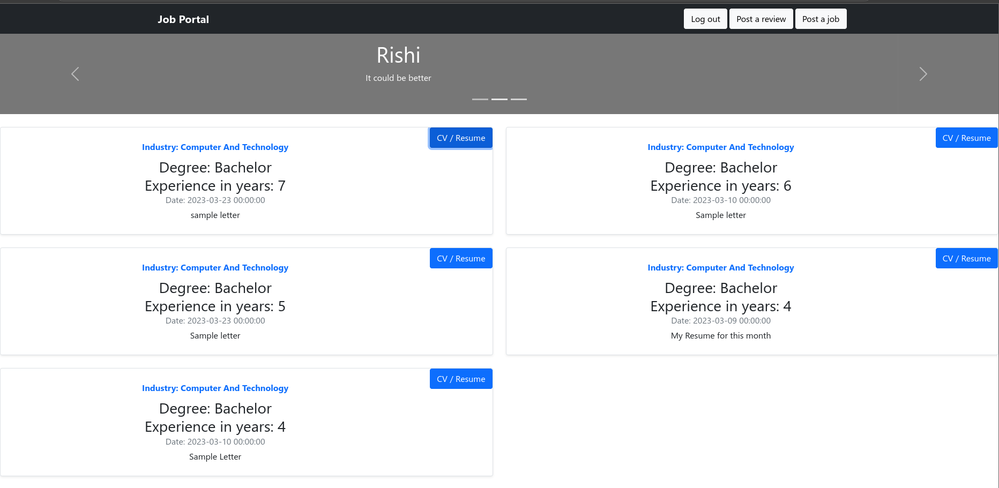 Job Portal
Log out
Post a review
Post a job
Rishi
It could be better
CV / Resume
Industry: Computer And Technology
Degree: Bachelor
Experience in years: 7
Date: 2023-03-23 00:00:00
sample letter
CV / Resume
Industry: Computer And Technology
Degree: Bachelor
Experience in years: 6
Date: 2023-03-10 00:00:00
Sample letter
CV / Resume
Industry: Computer And Technology
Degree: Bachelor
Experience in years: 5
Date: 2023-03-23 00:00:00
Sample letter
CV / Resume
Industry: Computer And Technology
Degree: Bachelor
Experience in years: 4
Date: 2023-03-09 00:00:00
My Resume for this month
CV / Resume
Industry: Computer And Technology
Degree: Bachelor
Experience in years: 4
Date: 2023-03-10 00:00:00
Sample Letter